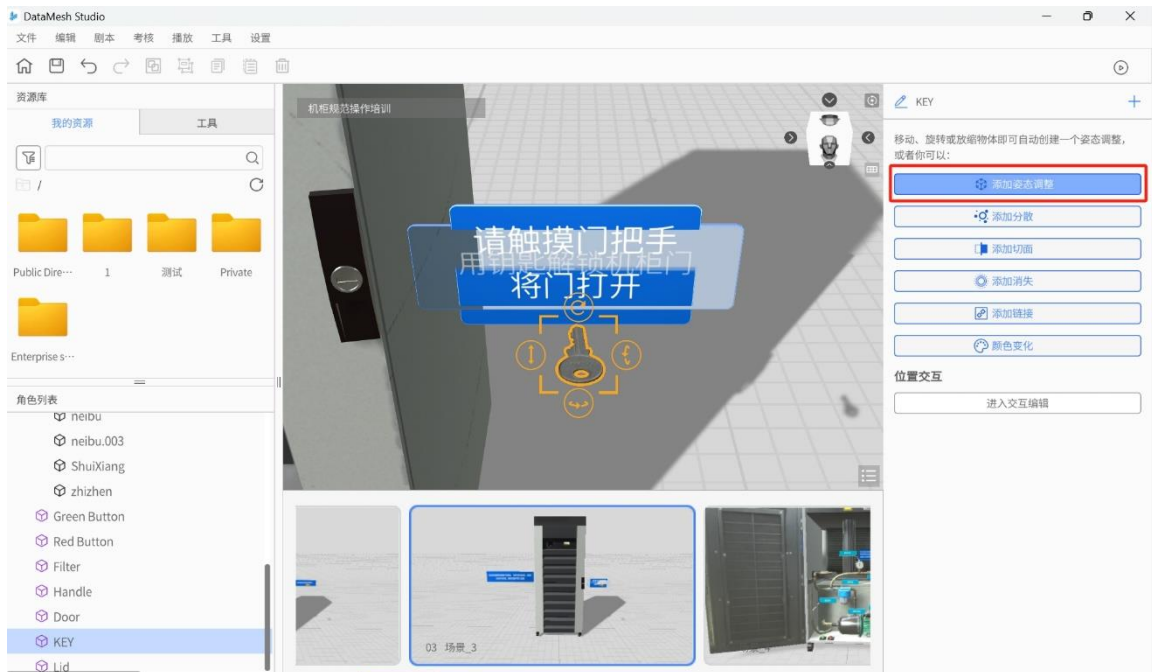 DataMesh Studio
文件 编辑 剧本 考核 播放 工具 设置
资源库
我的资源 工具
/
Public Dire··· 1 测试 Private
Enterprise s···
角色列表
neibu
neibu.003
ShuiXiang
zhizhen
Green Button
Red Button
Filter
Handle
Door
KEY
Lid
机柜规范操作培训
请触摸门把手
用钥匙解锁机柜门
将门打开
03 场景_3
KEY
移动、旋转或放缩物体即可自动创建一个姿态调整，
或者你可以：
添加姿态调整
添加分散
添加切面
添加消失
添加链接
颜色变化
位置交互
进入交互编辑